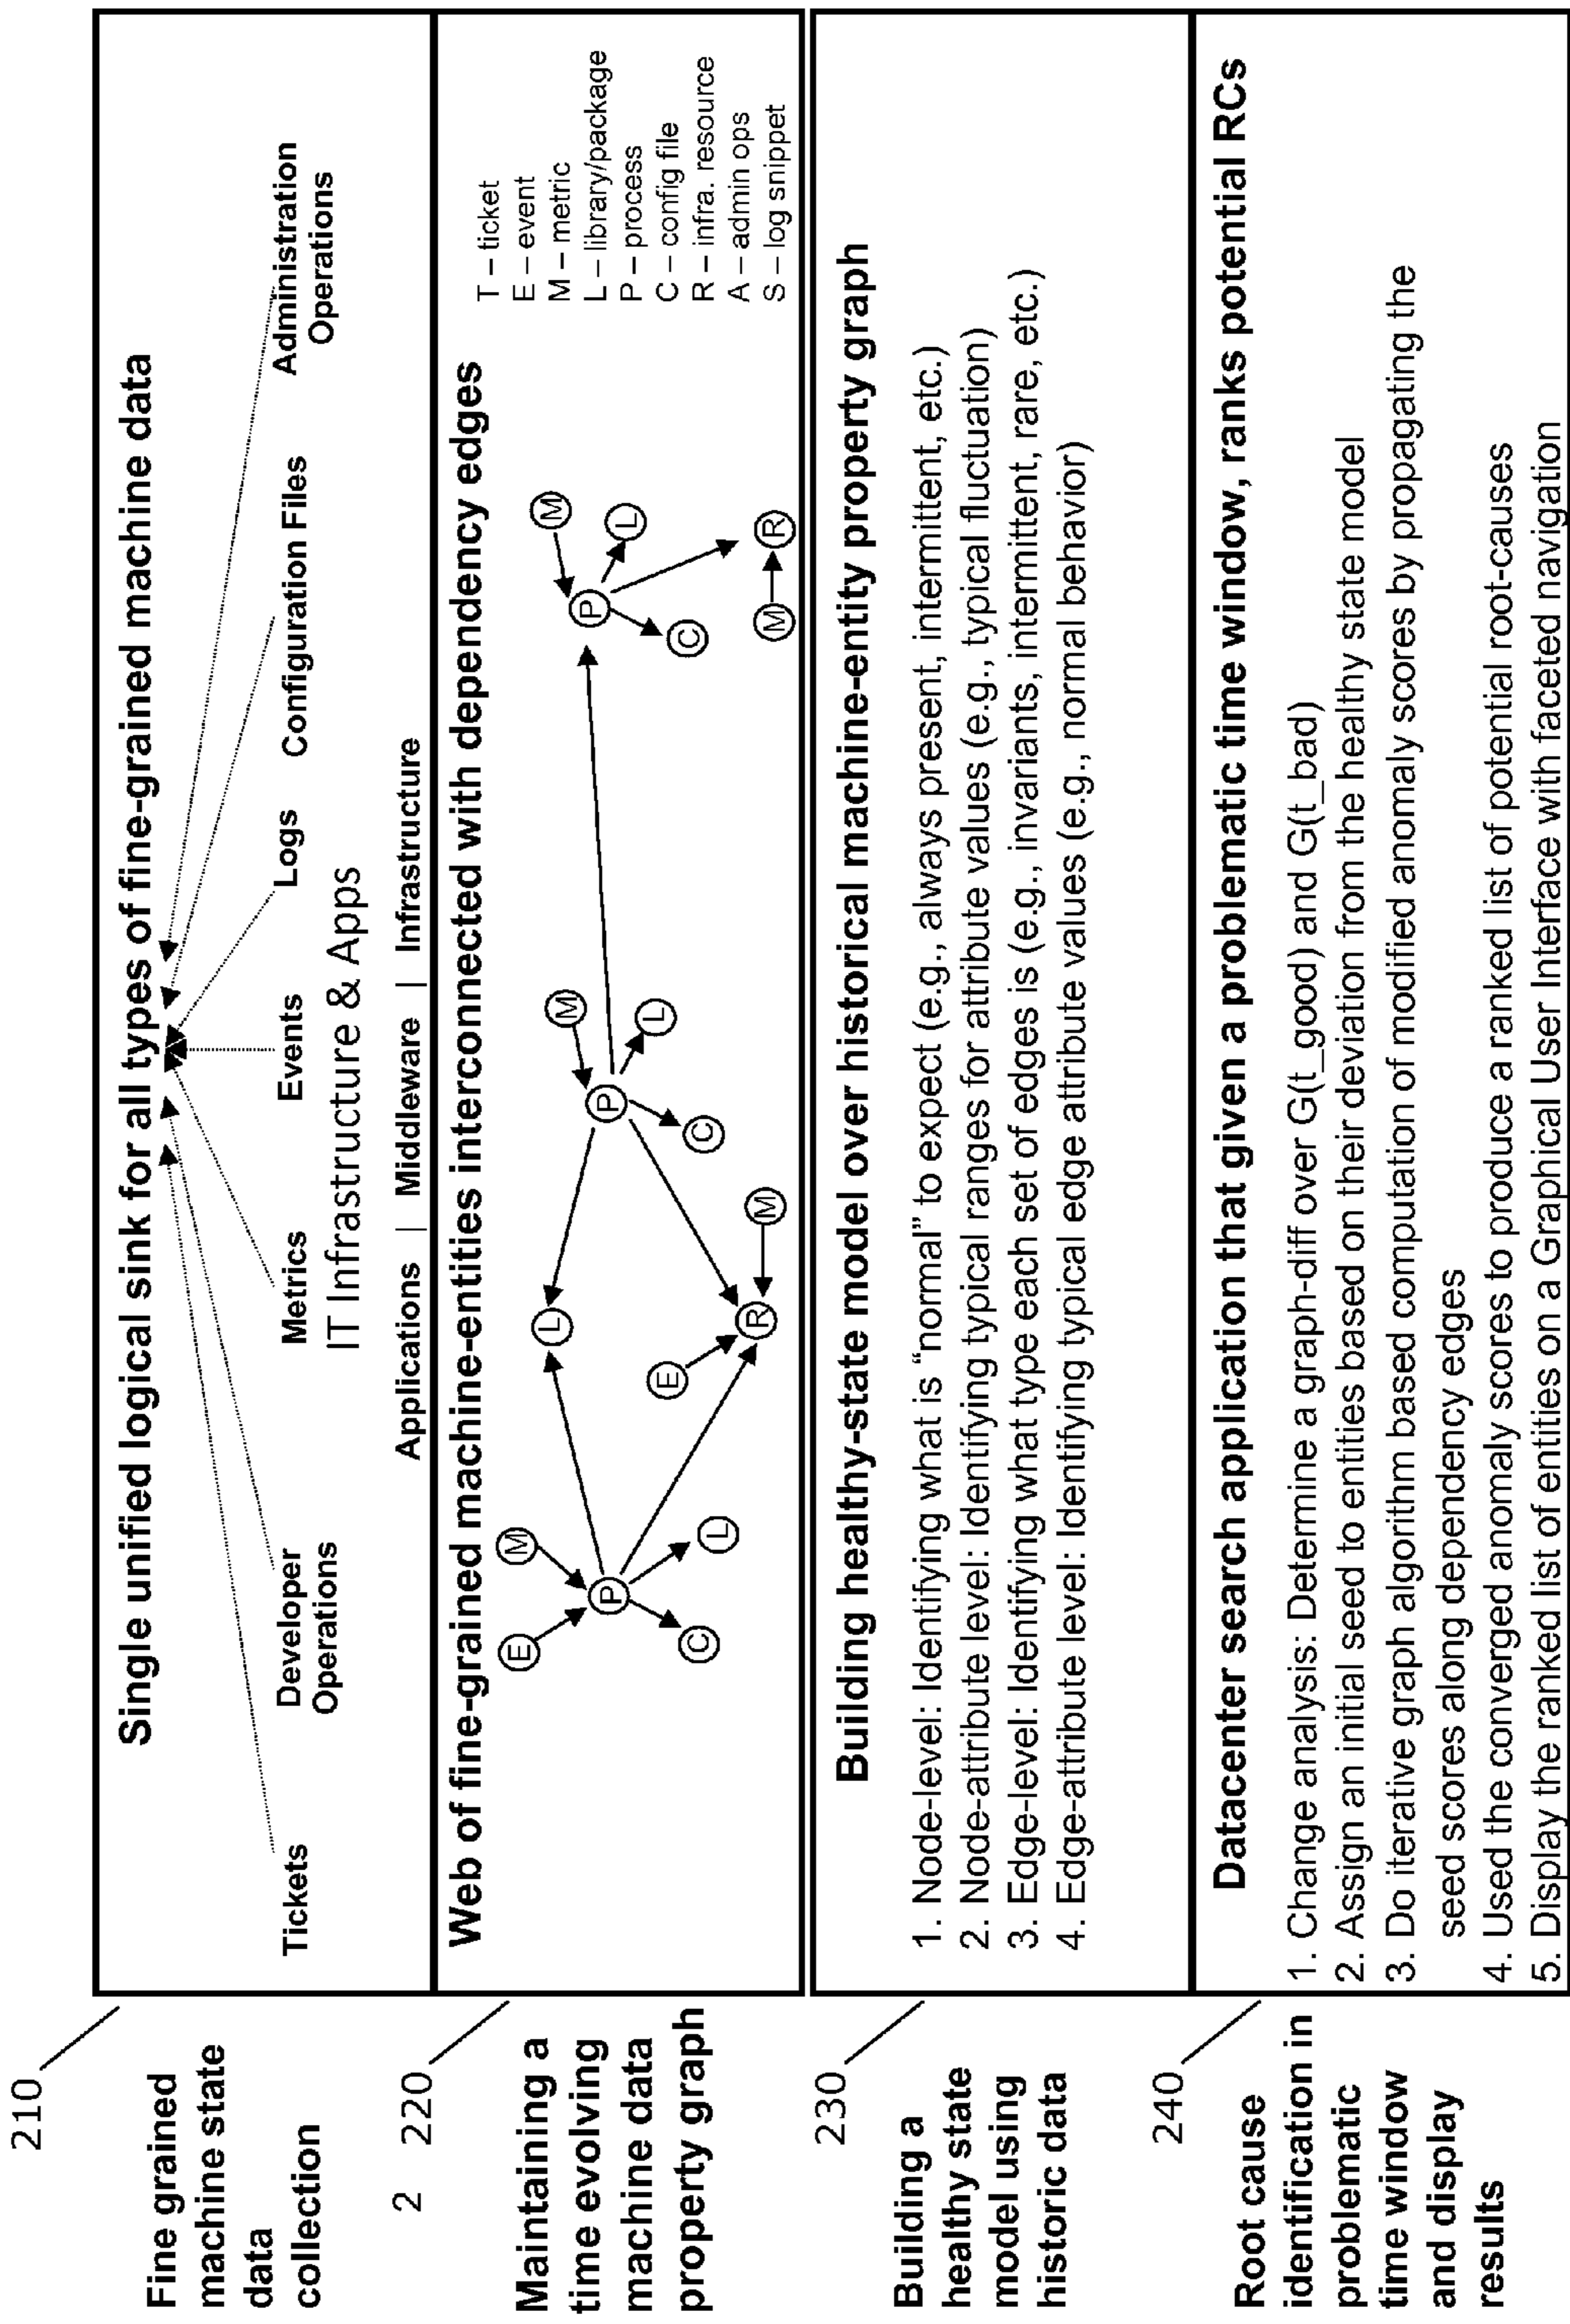 210
Fine grained
machine state
data
collection
Single unified logical sink for all types of fine-grained machine data
Tickets
Developer
Operations
Metrics
Events
Logs
Configuration Files
Administration
Operations
IT Infrastructure & Apps
Applications | Middleware | Infrastructure
2 220
Maintaining a
time evolving
machine data
property graph
Web of fine-grained machine-entities interconnected with dependency edges
E
M
P
C
L
L
E
R
M
P
M
L
C
P
M
L
C
M
R
T – ticket
E – event
M – metric
L – library/package
P – process
C – config file
R – infra. resource
A – admin ops
S – log snippet
230
Building a
healthy state
model using
historic data
Building healthy-state model over historical machine-entity property graph
1. Node-level: Identifying what is “normal” to expect (e.g., always present, intermittent, etc.)
2. Node-attribute level: Identifying typical ranges for attribute values (e.g., typical fluctuation)
3. Edge-level: Identifying what type each set of edges is (e.g., invariants, intermittent, rare, etc.)
4. Edge-attribute level: Identifying typical edge attribute values (e.g., normal behavior)
240
Root cause
identification in
problematic
time window
and display
results
Datacenter search application that given a problematic time window, ranks potential RCs
1. Change analysis: Determine a graph-diff over G(t_good) and G(t_bad)
2. Assign an initial seed to entities based on their deviation from the healthy state model
3. Do iterative graph algorithm based computation of modified anomaly scores by propagating the
seed scores along dependency edges
4. Used the converged anomaly scores to produce a ranked list of potential root-causes
5. Display the ranked list of entities on a Graphical User Interface with faceted navigation